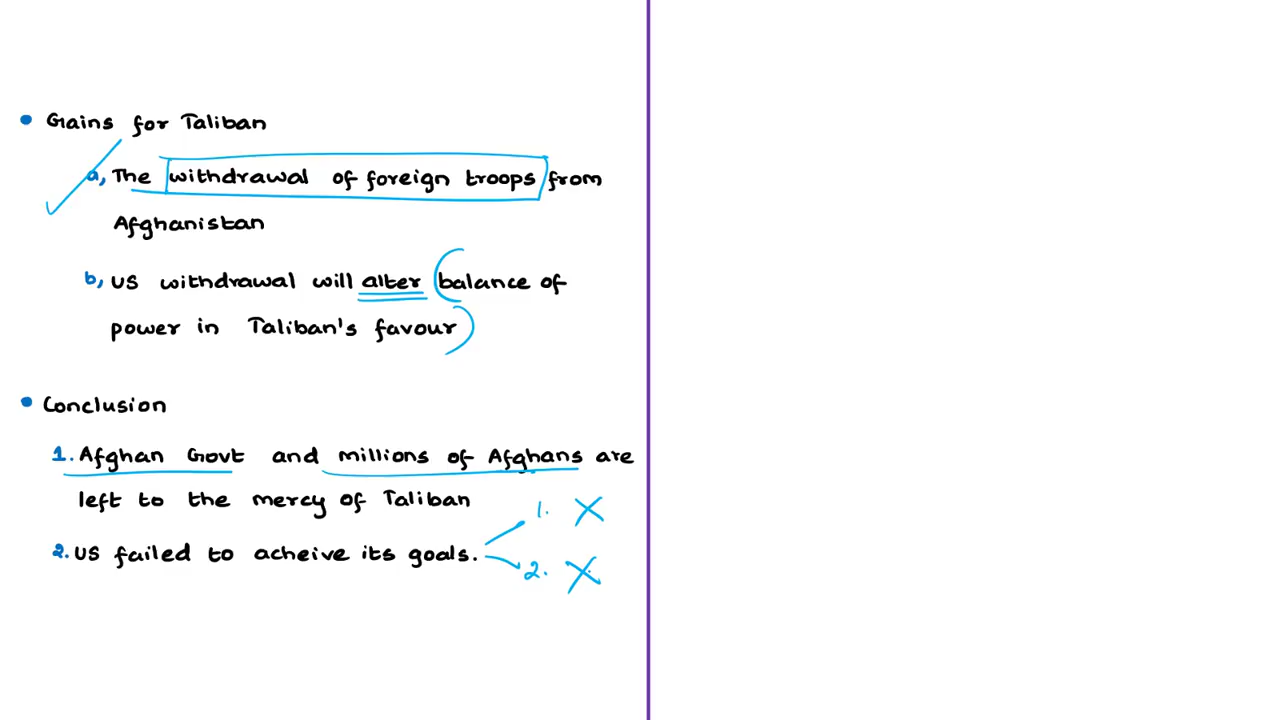 • Gains for Taliban
a, The withdrawal of foreign troops from
Afghanistan
b, US withdrawal will alter balance of
power in Taliban's favour
• Conclusion
1. Afghan Govt and millions of Afghans are
left to the mercy of Taliban
2. US failed to acheive its goals.
1. X
2. X